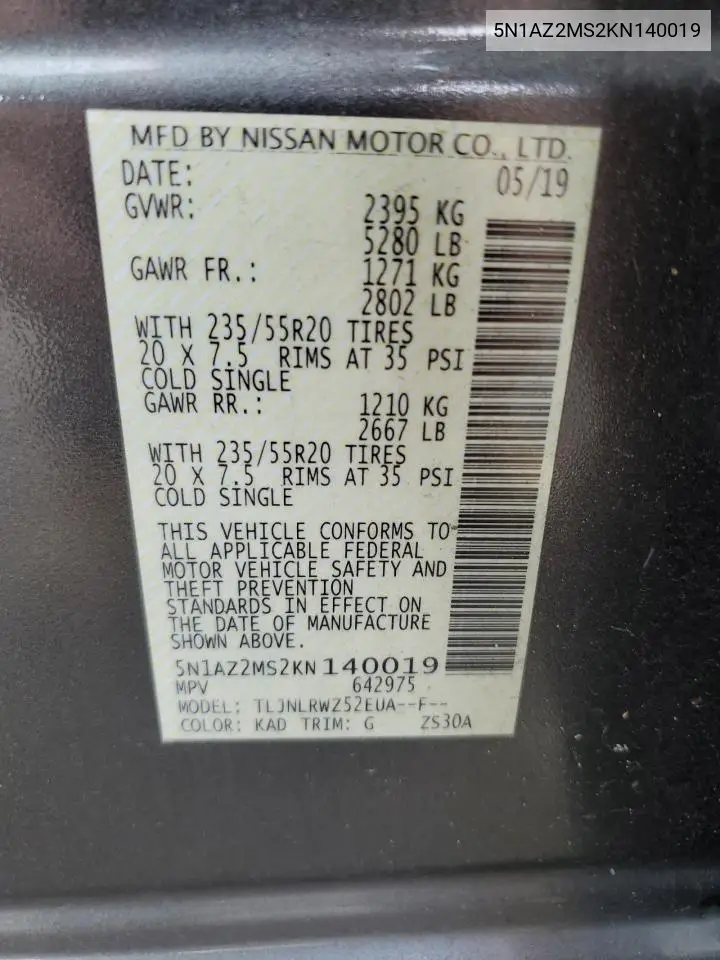 5N1AZ2MS2KN140019
MFD BY NISSAN MOTOR CO., LTD.
DATE: 05/19
GVWR: 2395 KG
5280 LB
GAWR FR.: 1271 KG
2802 LB
WITH 235/55R20 TIRES
20 X 7.5 RIMS AT 35 PSI
COLD SINGLE
GAWR RR.: 1210 KG
2667 LB
WITH 235/55R20 TIRES
20 X 7.5 RIMS AT 35 PSI
COLD SINGLE
THIS VEHICLE CONFORMS TO
ALL APPLICABLE FEDERAL
MOTOR VEHICLE SAFETY AND
THEFT PREVENTION
STANDARDS IN EFFECT ON
THE DATE OF MANUFACTURE
SHOWN ABOVE.
5N1AZ2MS2KN140019
MPV 642975
MODEL: TLJNLRWZ52EUA--F--
COLOR: KAD TRIM: G ZS30A